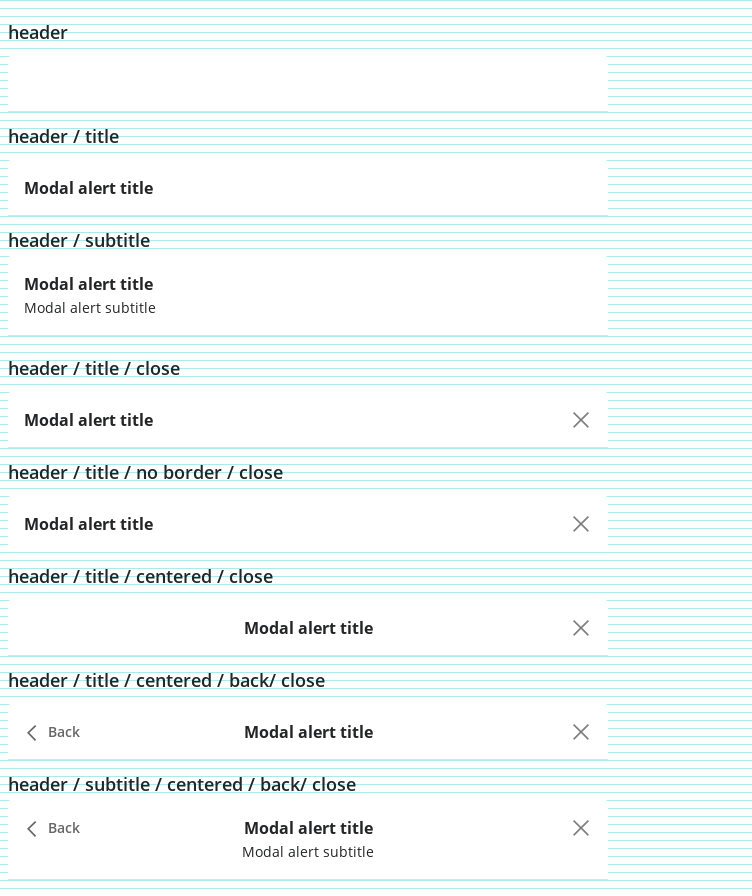 header
header / title
Modal alert title
header / subtitle
Modal alert title
Modal alert subtitle
header / title / close
Modal alert title
header / title / no border / close
Modal alert title
header / title / centered / close
Modal alert title
header / title / centered / back/ close
Back Modal alert title
header / subtitle / centered / back/ close
Back Modal alert title
Modal alert subtitle